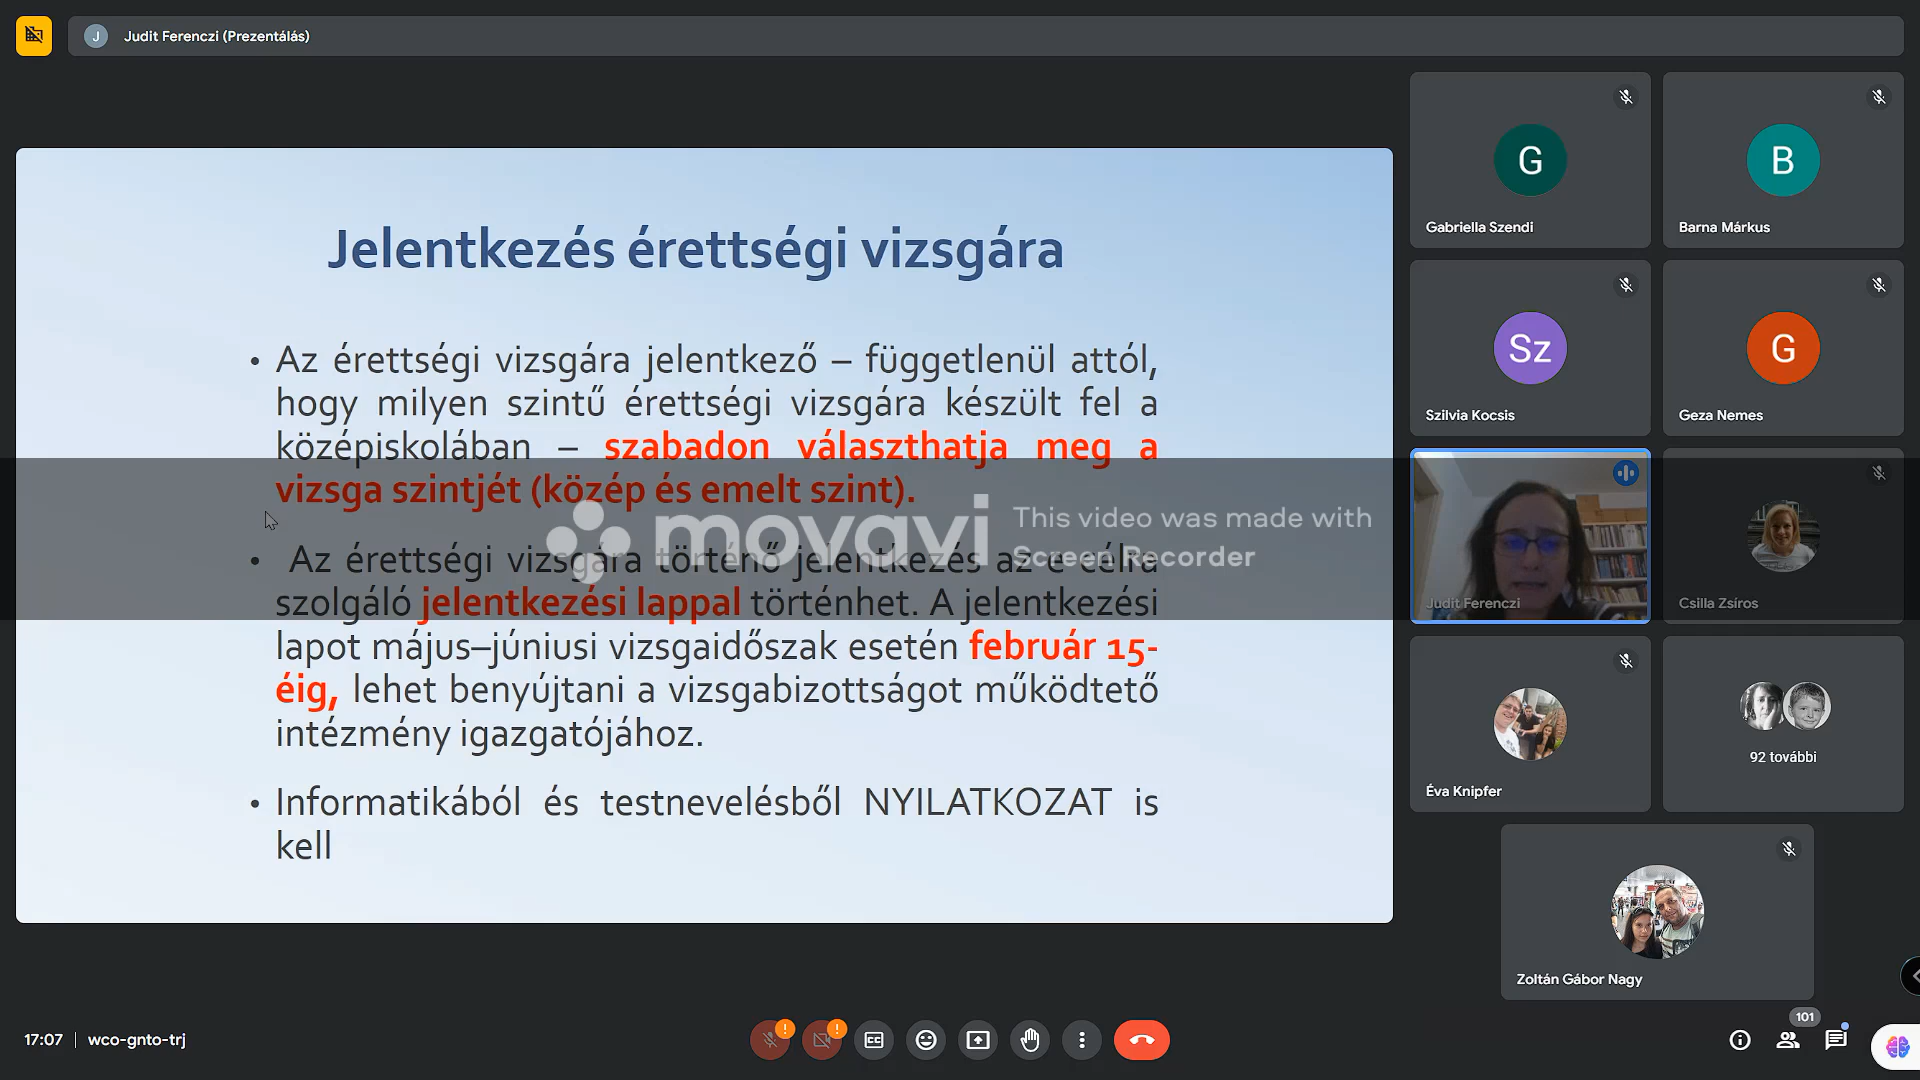 J
Judit Ferenczi (Prezentálás)
Jelentkezés érettségi vizsgára
• Az érettségi vizsgára jelentkező – függetlenül attól,
hogy milyen szintű érettségi vizsgára készült fel a
középiskolában – szabadon választhatja meg a
vizsga szintjét (közép és emelt szint).
• Az érettségi vizsgára történő jelentkezés az e célra
szolgáló jelentkezési lappal történhet. A jelentkezési
lapot május–júniusi vizsgaidőszak esetén február 15-
éig, lehet benyújtani a vizsgabizottságot működtető
intézmény igazgatójához.
• Informatikából és testnevelésből NYILATKOZAT is
kell
movavi
This video was made with
Screen Recorder
G
Gabriella Szendi
B
Barna Márkus
Sz
Szilvia Kocsis
G
Geza Nemes
Judit Ferenczi
Csilla Zsíros
Éva Knipfer
92 további
Zoltán Gábor Nagy
17:07 | wco-gnto-trj
!
!
CC
101